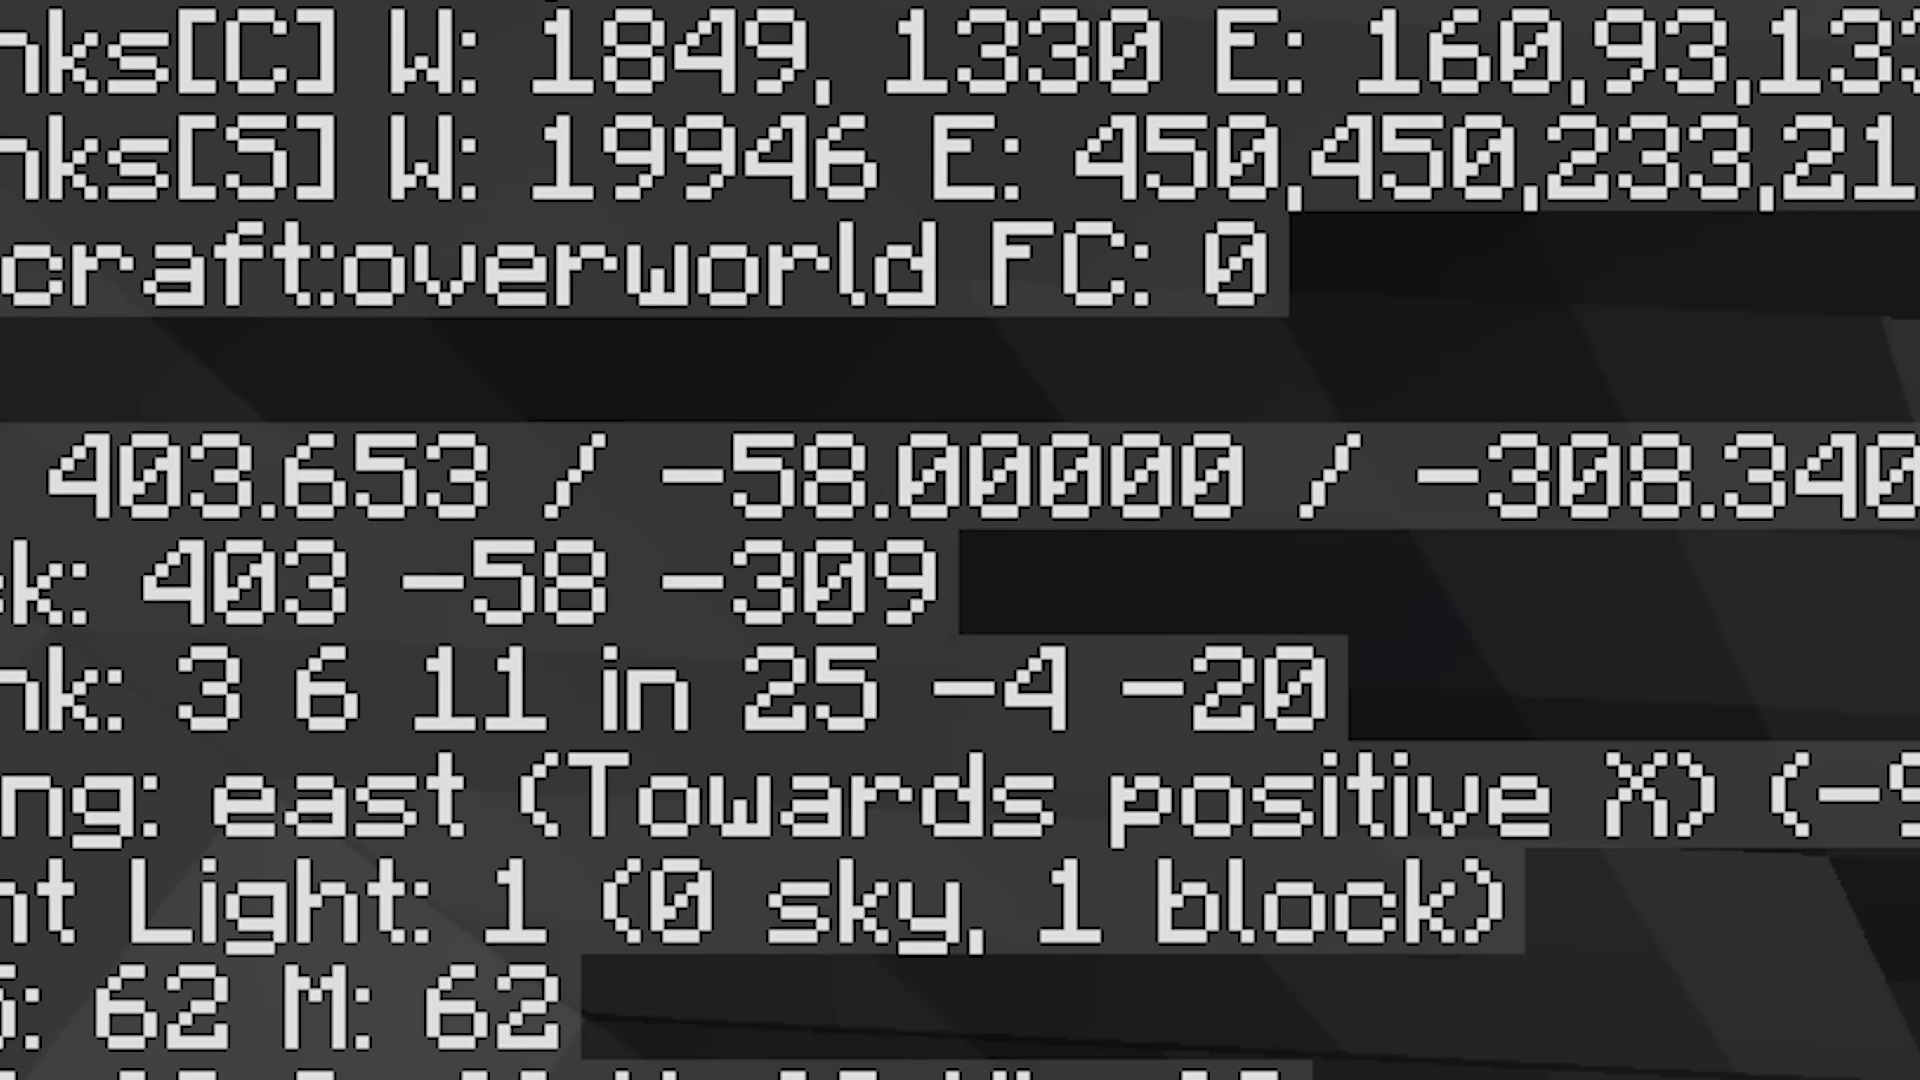 nks[C] W: 1849, 1330 E: 160,93,133
nks[S] W: 19946 E: 450,450,233,21
craft:overworld FC: 0
403.653 / -58.00000 / -308.340
k: 403 -58 -309
nk: 3 6 11 in 25 -4 -20
ng: east (Towards positive X) (-9
nt Light: 1 (0 sky, 1 block)
: 62 M: 62